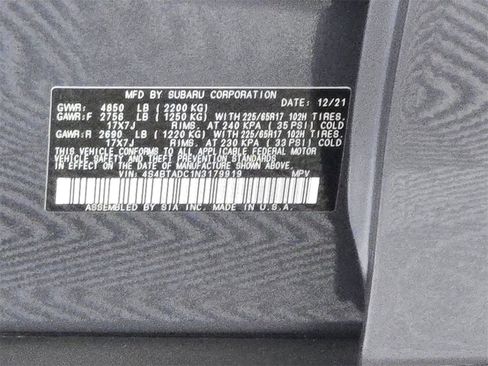 MFD BY SUBARU CORPORATION
GVWR: 4850 LB (2200 KG) DATE: 12/21
GAWR:F 2756 LB (1250 KG) WITH 225/65R17 102H TIRES,
17X7J RIMS, AT 240 KPA (35 PSI) COLD
GAWR:R 2690 LB (1220 KG) WITH 225/65R17 102H TIRES,
17X7J RIMS, AT 230 KPA (33 PSI) COLD
THIS VEHICLE CONFORMS TO ALL APPLICABLE FEDERAL MOTOR
VEHICLE SAFETY AND THEFT PREVENTION STANDARDS
IN EFFECT ON THE DATE OF MANUFACTURE SHOWN ABOVE.
VIN: 4S4BTADC1N3179919 MPV
ASSEMBLED BY SIA INC. MADE IN U.S.A.